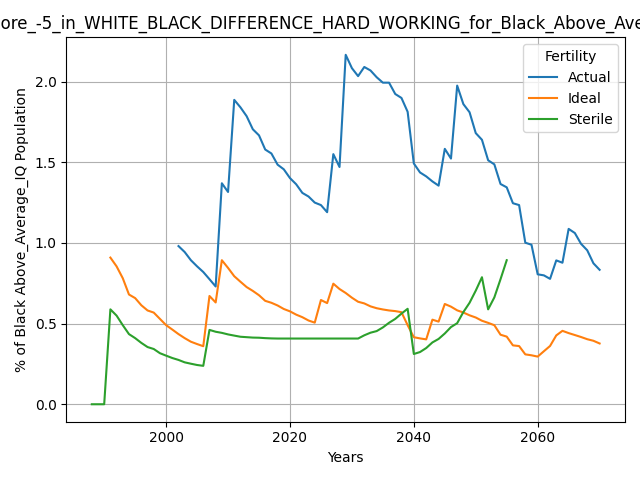 ore_-5_in_WHITE_BLACK_DIFFERENCE_HARD_WORKING_for_Black_Above_Ave
Fertility
Actual
Ideal
Sterile
% of Black Above_Average_IQ Population
2.0
1.5
1.0
0.5
0.0
2000
2020
2040
2060
Years